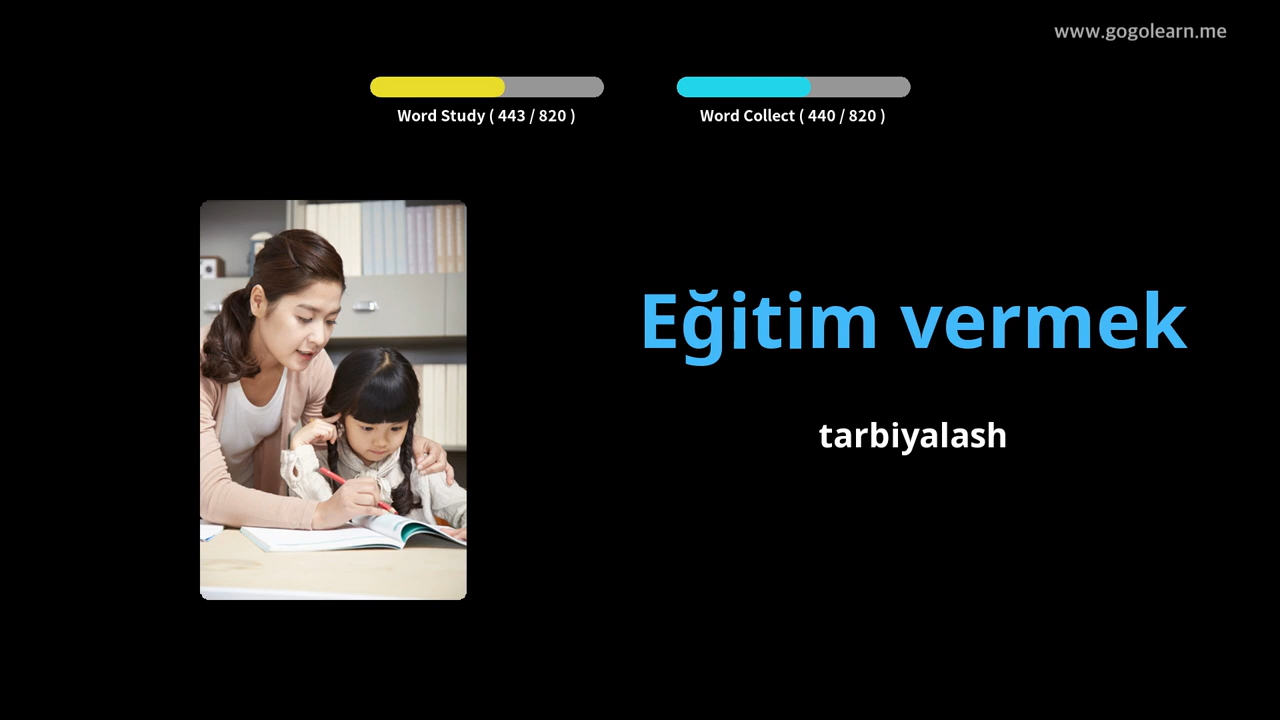 www.gogolearn.me
Word Study ( 443 / 820 )
Word Collect ( 440 / 820 )
Eğitim vermek
tarbiyalash